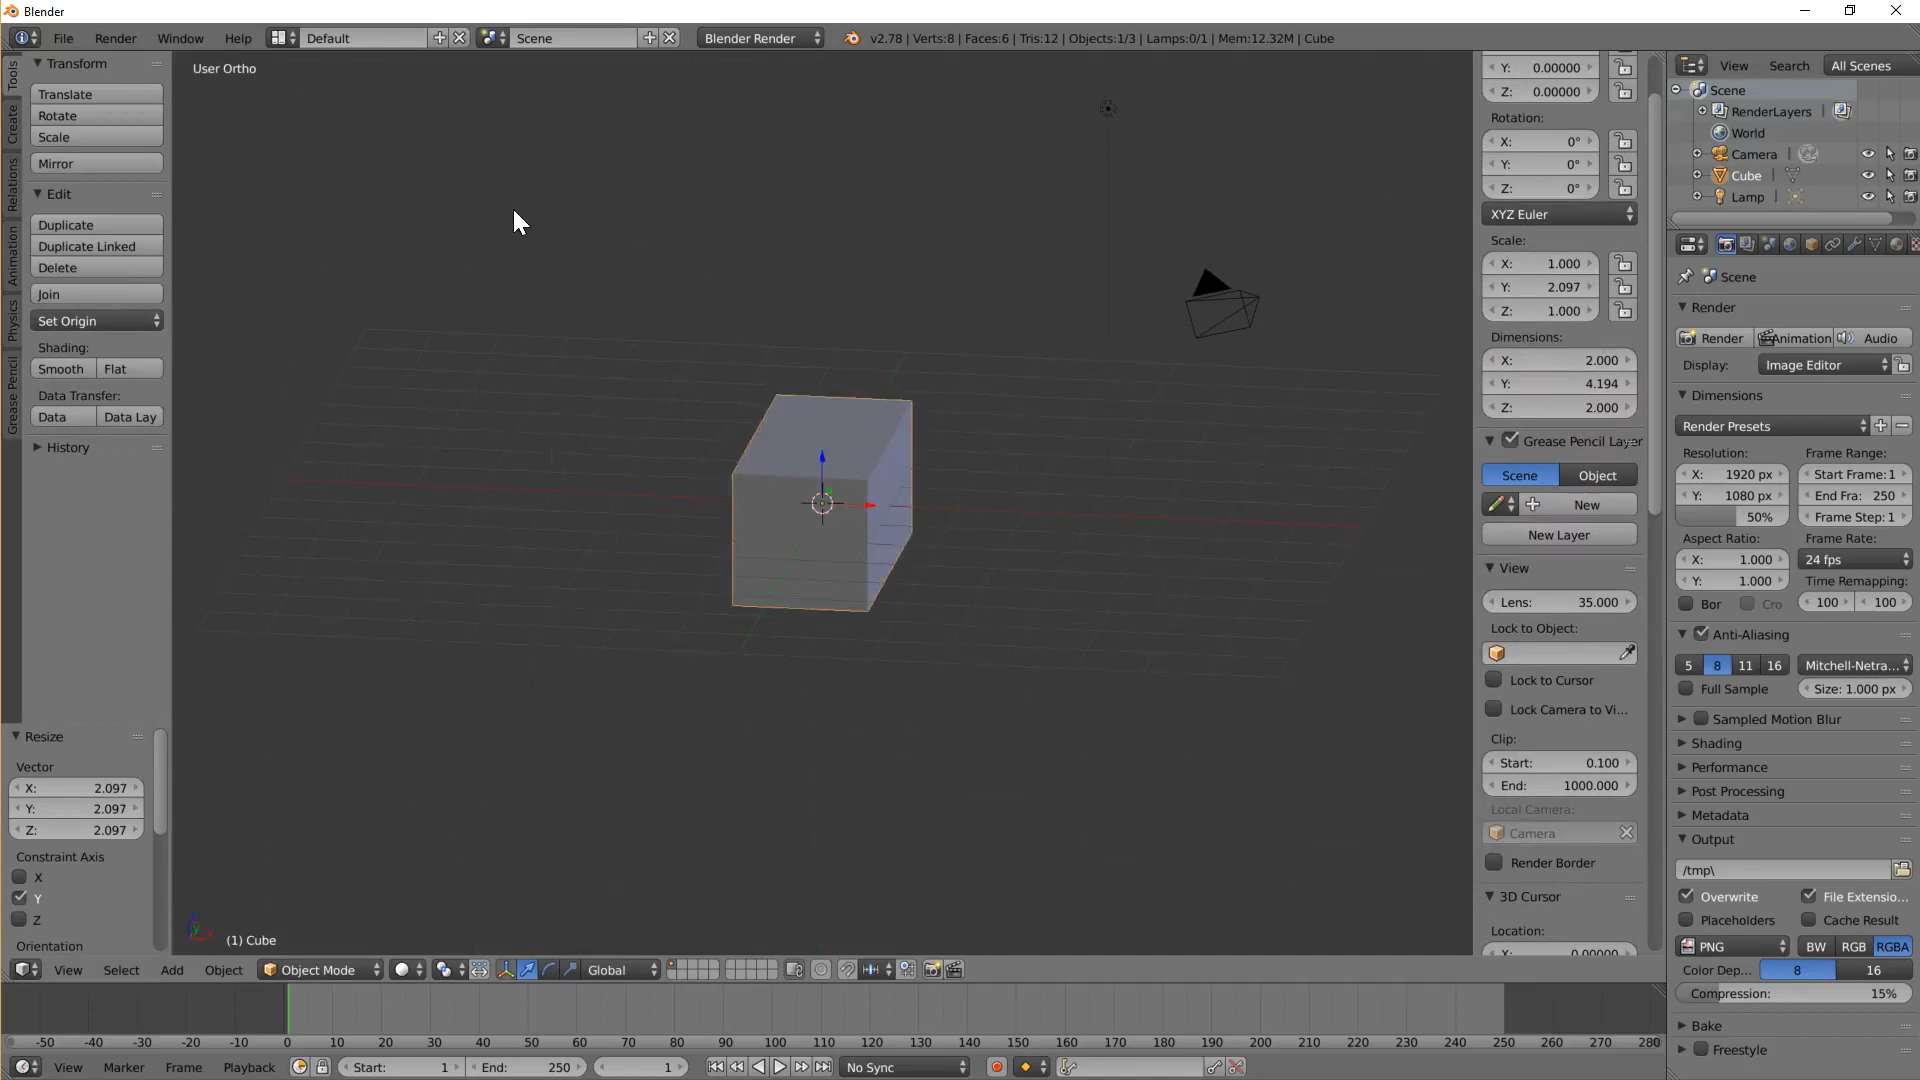 Blender
File Render Window Help Default Scene Blender Render v2.78 | Verts:8 | Faces:6 | Tris:12 | Objects:1/3 | Lamps:0/1 | Mem:12.32M | Cube
Tools
Create
Relations
Animation
Physics
Grease Pencil
Transform
Translate
Rotate
Scale
Mirror
Edit
Duplicate
Duplicate Linked
Delete
Join
Set Origin
Shading:
Smooth Flat
Data Transfer:
Data Data Lay
History
Resize
Vector
X: 2.097
Y: 2.097
Z: 2.097
Constraint Axis
X
Y
Z
Orientation
User Ortho
(1) Cube
Y: 0.00000
Z: 0.00000
Rotation:
X: 0°
Y: 0°
Z: 0°
XYZ Euler
Scale:
X: 1.000
Y: 2.097
Z: 1.000
Dimensions:
X: 2.000
Y: 4.194
Z: 2.000
Grease Pencil Layer
Scene Object
New
New Layer
View
Lens: 35.000
Lock to Object:
Lock to Cursor
Lock Camera to Vi...
Clip:
Start: 0.100
End: 1000.000
Local Camera:
Camera
Render Border
3D Cursor
Location:
X: 0.00000
View Search All Scenes
Scene
RenderLayers
World
Camera
Cube
Lamp
Scene
Render
Render Animation Audio
Display: Image Editor
Dimensions
Render Presets
Resolution: Frame Range:
X: 1920 px Start Frame: 1
Y: 1080 px End Fra: 250
50% Frame Step: 1
Aspect Ratio: Frame Rate:
X: 1.000 24 fps
Y: 1.000 Time Remapping:
Bor Cro 100 100
Anti-Aliasing
5 8 11 16 Mitchell-Netra...
Full Sample Size: 1.000 px
Sampled Motion Blur
Shading
Performance
Post Processing
Metadata
Output
/tmp\
Overwrite File Extensio...
Placeholders Cache Result
PNG BW RGB RGBA
Color Dep... 8 16
Compression: 15%
Bake
Freestyle
View Select Add Object Object Mode Global
-50 -40 -30 -20 -10 0 10 20 30 40 50 60 70 80 90 100 110 120 130 140 150 160 170 180 190 200 210 220 230 240 250 260 270 280
View Marker Frame Playback Start: 1 End: 250 1 No Sync